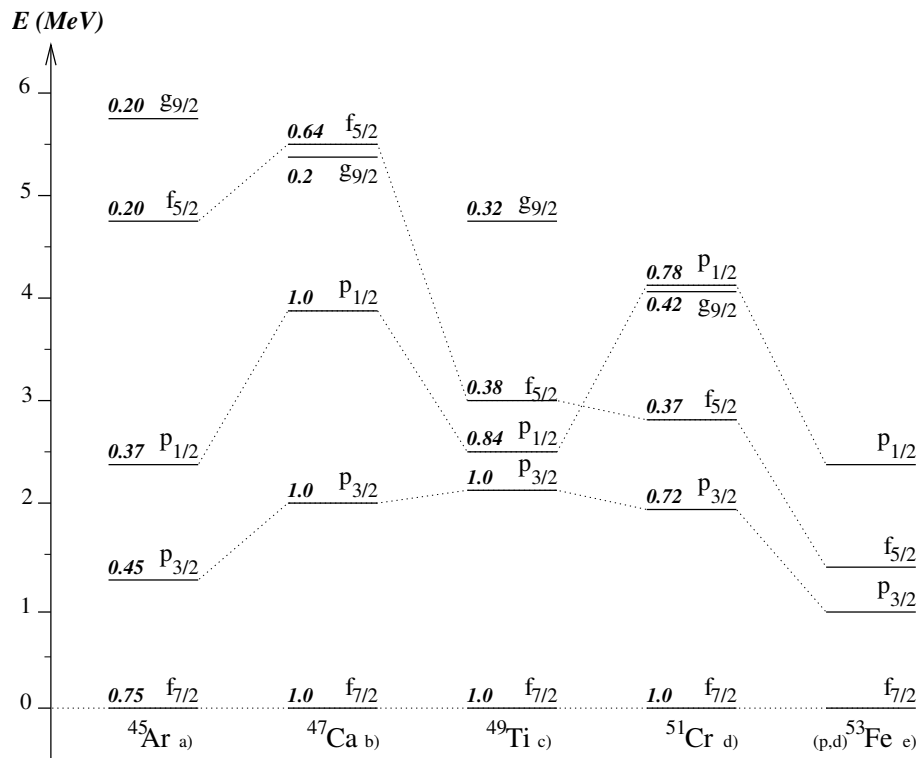 E (MeV)
6
0.20 g9/2
0.64 f5/2
0.2 g9/2
5
0.20 f5/2
0.32 g9/2
4
0.78 p1/2
0.42 g9/2
1.0 p1/2
3
0.38 f5/2
0.37 f5/2
0.37 p1/2
0.84 p1/2
p1/2
2
1.0 p3/2
1.0 p3/2
0.72 p3/2
0.45 p3/2
f5/2
1
p3/2
0
0.75 f7/2
1.0 f7/2
1.0 f7/2
1.0 f7/2
f7/2
45Ar a)
47Ca b)
49Ti c)
51Cr d)
(p,d) 53Fe e)